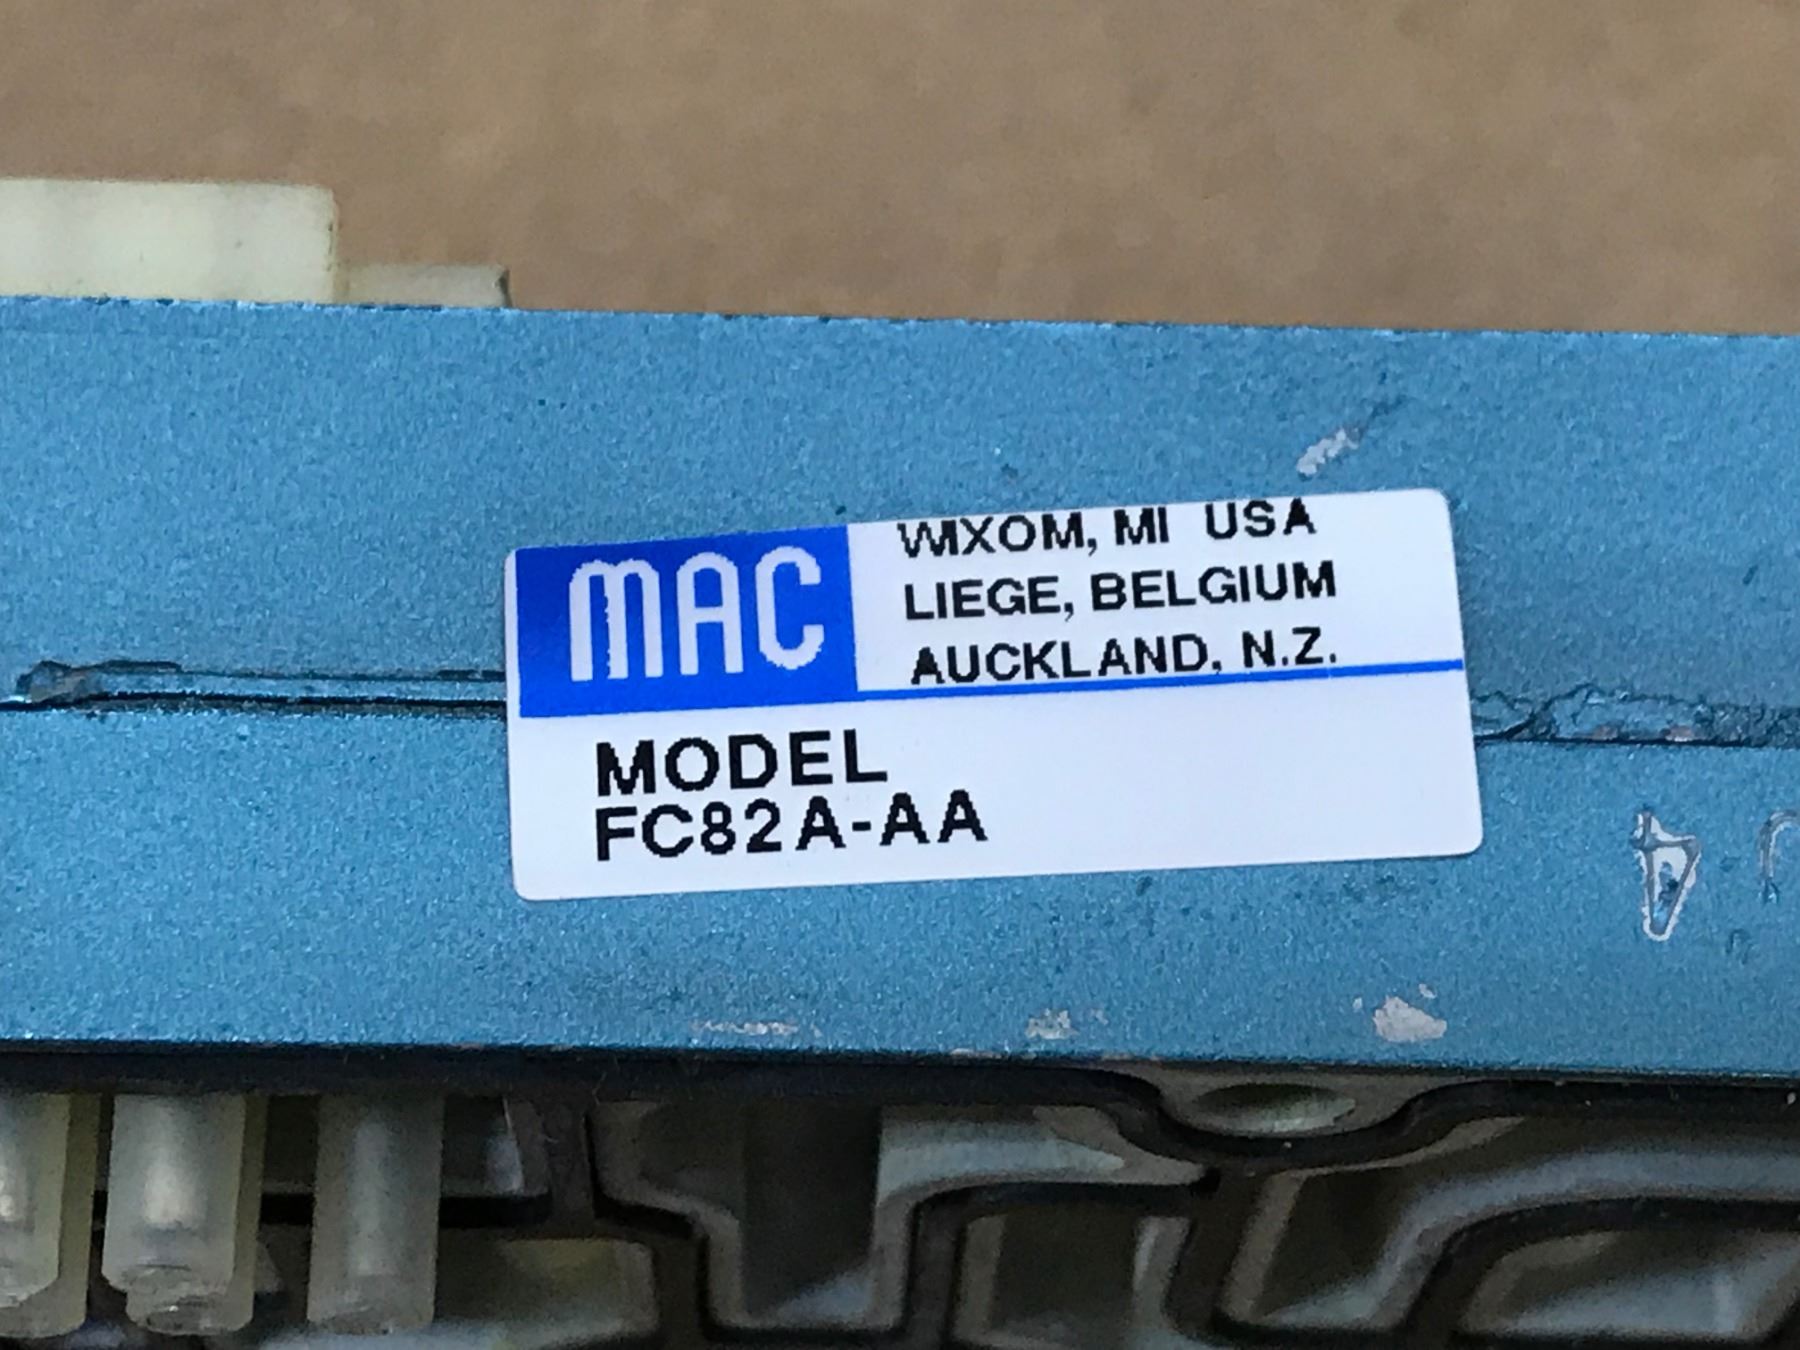 MAC
WIXOM, MI USA
LIEGE, BELGIUM
AUCKLAND, N.Z.
MODEL
FC82A-AA